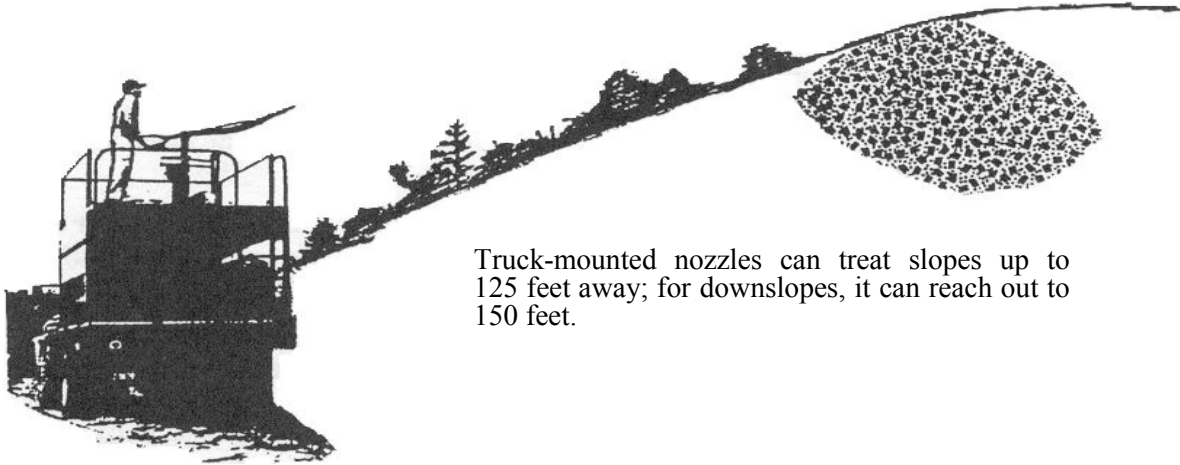 Truck-mounted nozzles can treat slopes up to
125 feet away; for downslopes, it can reach out to
150 feet.